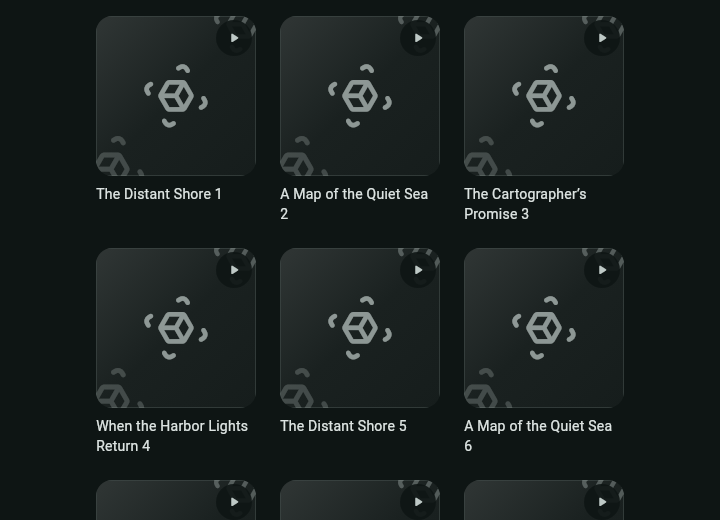 The Distant Shore 1
A Map of the Quiet Sea
2
The Cartographer’s
Promise 3
When the Harbor Lights
Return 4
The Distant Shore 5
A Map of the Quiet Sea
6